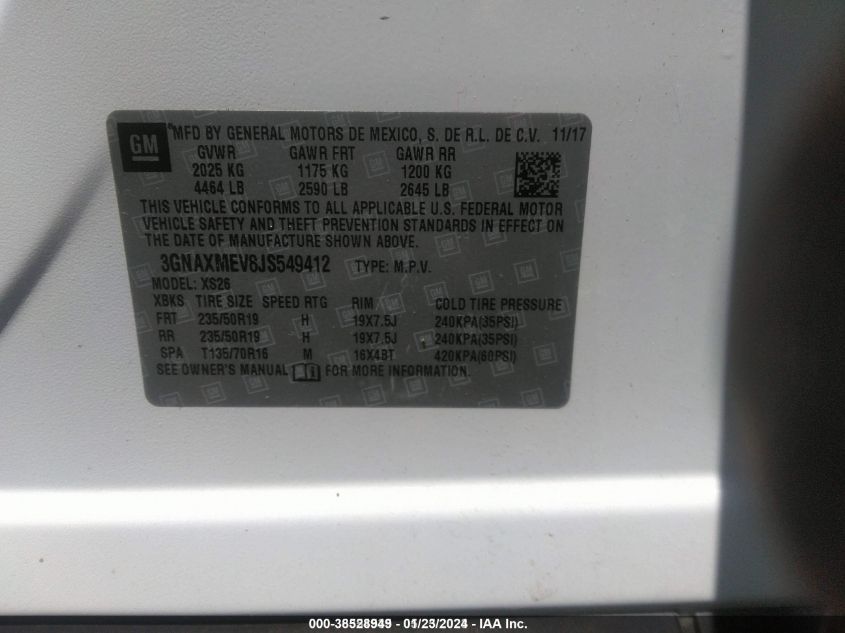 GM ®MFD BY GENERAL MOTORS DE MEXICO, S. DE R.L. DE C.V. 11/17
GVWR GAWR FRT GAWR RR
2025 KG 1175 KG 1200 KG
4464 LB 2590 LB 2645 LB
THIS VEHICLE CONFORMS TO ALL APPLICABLE U.S. FEDERAL MOTOR
VEHICLE SAFETY AND THEFT PREVENTION STANDARDS IN EFFECT ON
THE DATE OF MANUFACTURE SHOWN ABOVE.
3GNAXMEV6JS549412 TYPE: M.P.V.
MODEL: XS26
XBKS TIRE SIZE SPEED RTG RIM COLD TIRE PRESSURE
FRT 235/50R19 H 19X7.5J 240KPA(35PSI)
RR 235/50R19 H 19X7.5J 240KPA(35PSI)
SPA T135/70R16 M 16X4BT 420KPA(60PSI)
SEE OWNER'S MANUAL FOR MORE INFORMATION.
000-38528949 - 01/23/2024 - IAA Inc.